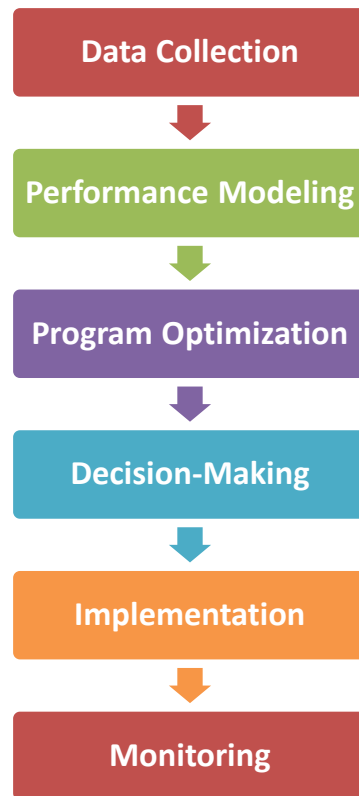 Data Collection
Performance Modeling
Program Optimization
Decision-Making
Implementation
Monitoring